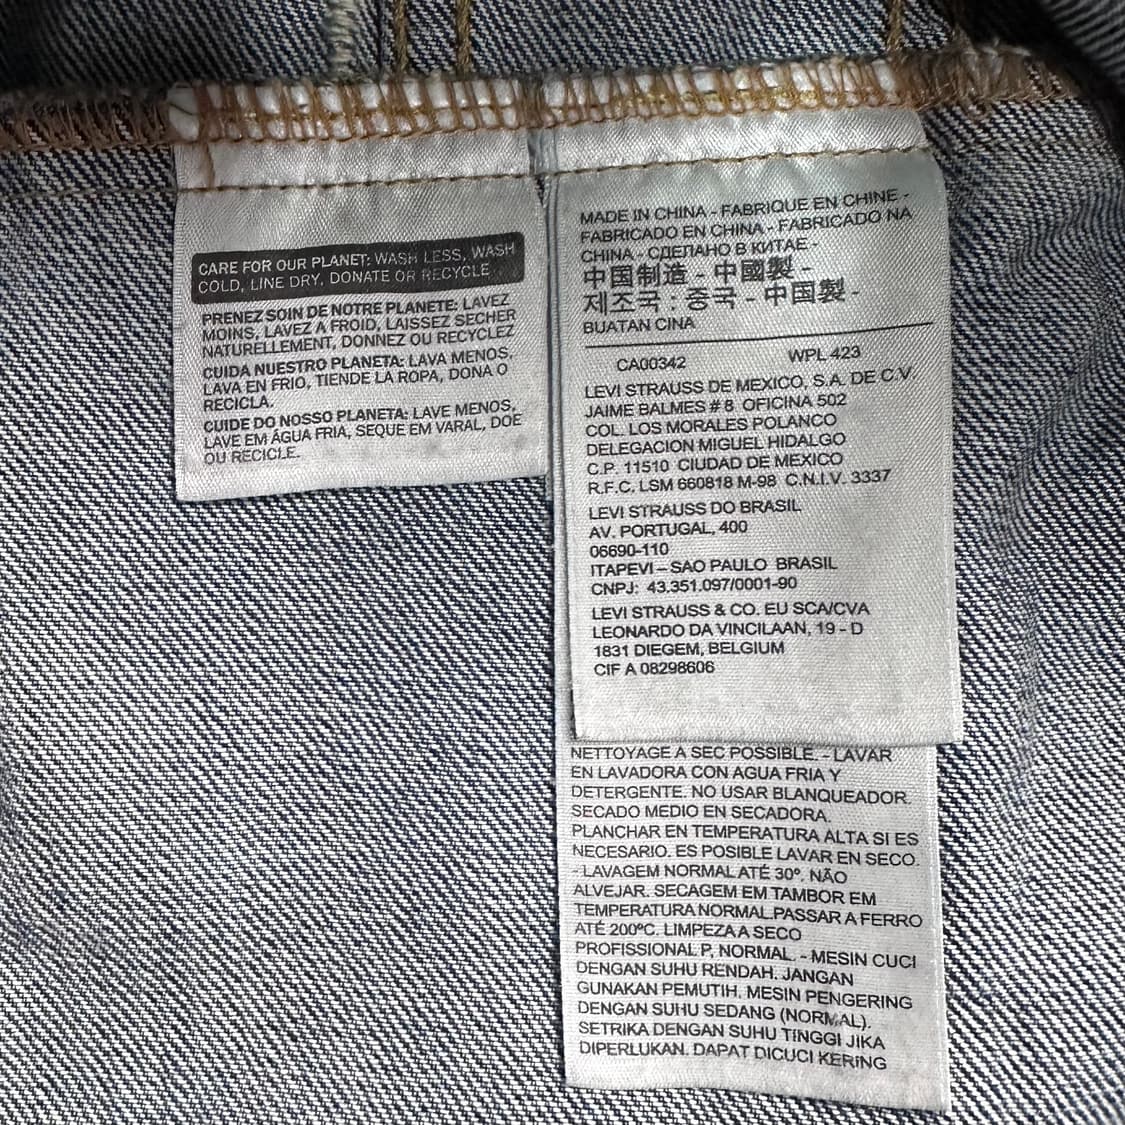 CARE FOR OUR PLANET: WASH LESS, WASH
COLD, LINE DRY, DONATE OR RECYCLE
PRENEZ SOIN DE NOTRE PLANETE: LAVEZ
MOINS, LAVEZ A FROID, LAISSEZ SECHER
NATURELLEMENT, DONNEZ OU RECYCLEZ
CUIDA NUESTRO PLANETA: LAVA MENOS,
LAVA EN FRIO, TIENDE LA ROPA, DONA O
RECICLA.
CUIDE DO NOSSO PLANETA: LAVE MENOS,
LAVE EM ÁGUA FRIA, SEQUE EM VARAL, DOE
OU RECICLE.
MADE IN CHINA - FABRIQUE EN CHINE -
FABRICADO EN CHINA - FABRICADO NA
CHINA - СДЕЛАНО В КИТАЕ -
中国制造 - 中國製 -
제조국 : 중국 - 中国製 -
BUATAN CINA
CA00342 WPL 423
LEVI STRAUSS DE MEXICO, S.A. DE C.V.
JAIME BALMES # 8 OFICINA 502
COL. LOS MORALES POLANCO
DELEGACION MIGUEL HIDALGO
C.P. 11510 CIUDAD DE MEXICO
R.F.C. LSM 660818 M-98 C.N.I.V. 3337
LEVI STRAUSS DO BRASIL
AV. PORTUGAL, 400
06690-110
ITAPEVI – SAO PAULO BRASIL
CNPJ: 43.351.097/0001-90
LEVI STRAUSS & CO. EU SCA/CVA
LEONARDO DA VINCILAAN, 19 - D
1831 DIEGEM, BELGIUM
CIF A 08298606
NETTOYAGE A SEC POSSIBLE. - LAVAR
EN LAVADORA CON AGUA FRIA Y
DETERGENTE. NO USAR BLANQUEADOR.
SECADO MEDIO EN SECADORA.
PLANCHAR EN TEMPERATURA ALTA SI ES
NECESARIO. ES POSIBLE LAVAR EN SECO.
- LAVAGEM NORMAL ATÉ 30º. NÃO
ALVEJAR. SECAGEM EM TAMBOR EM
TEMPERATURA NORMAL.PASSAR A FERRO
ATÉ 200ºC. LIMPEZA A SECO
PROFISSIONAL P, NORMAL. - MESIN CUCI
DENGAN SUHU RENDAH. JANGAN
GUNAKAN PEMUTIH. MESIN PENGERING
DENGAN SUHU SEDANG (NORMAL).
SETRIKA DENGAN SUHU TINGGI JIKA
DIPERLUKAN. DAPAT DICUCI KERING